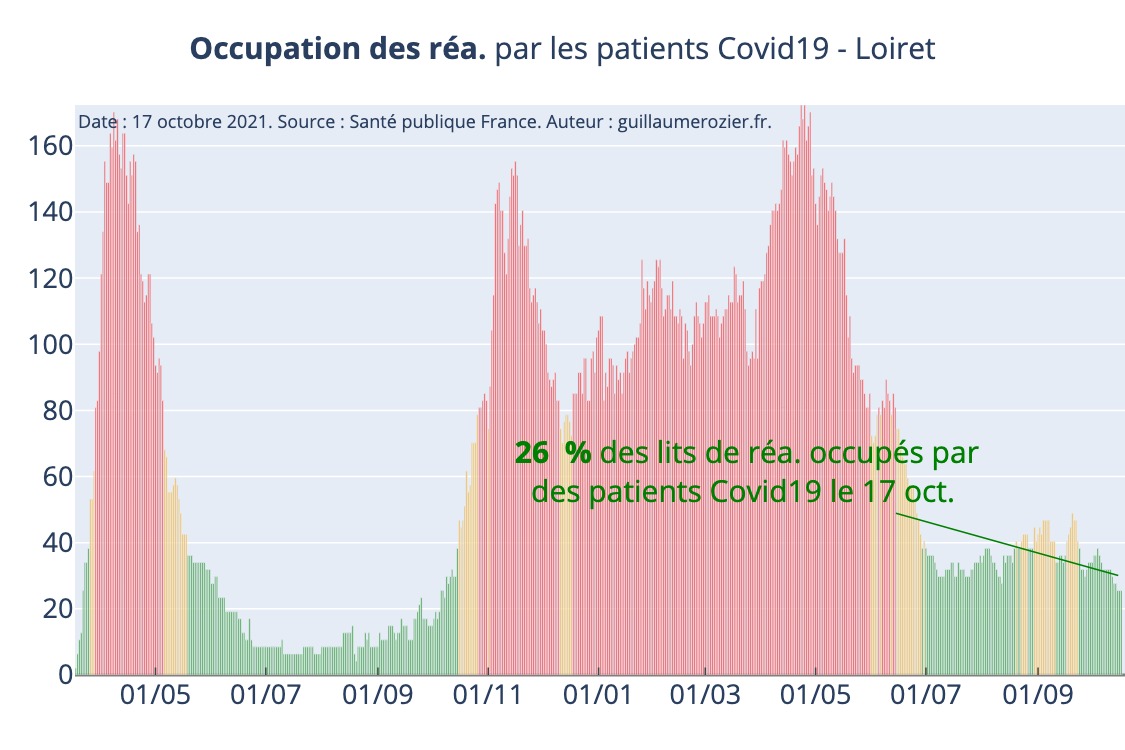 Occupation des réa. par les patients Covid19 - Loiret
Date : 17 octobre 2021. Source : Santé publique France. Auteur : guillaumerozier.fr.
160
140
120
100
80
60
40
20
0
26 % des lits de réa. occupés par
des patients Covid19 le 17 oct.
01/05 01/07 01/09 01/11 01/01 01/03 01/05 01/07 01/09